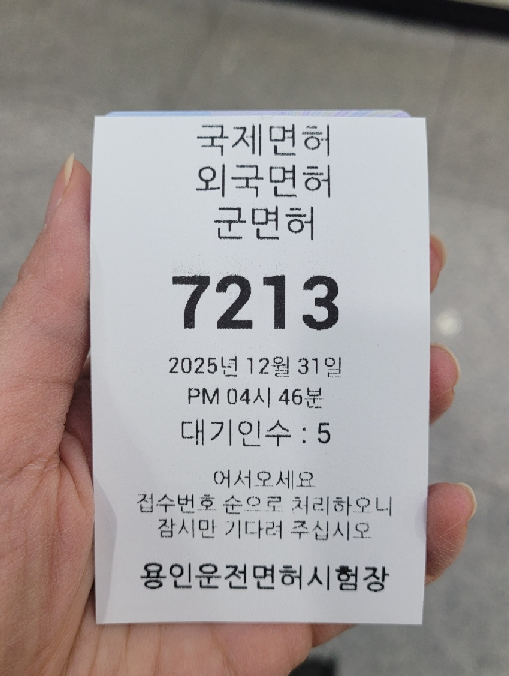 국제면허
외국면허
군면허
7213
2025년 12월 31일
PM 04시 46분
대기인수 : 5
어서오세요
접수번호 순으로 처리하오니
잠시만 기다려 주십시오
용인운전면허시험장